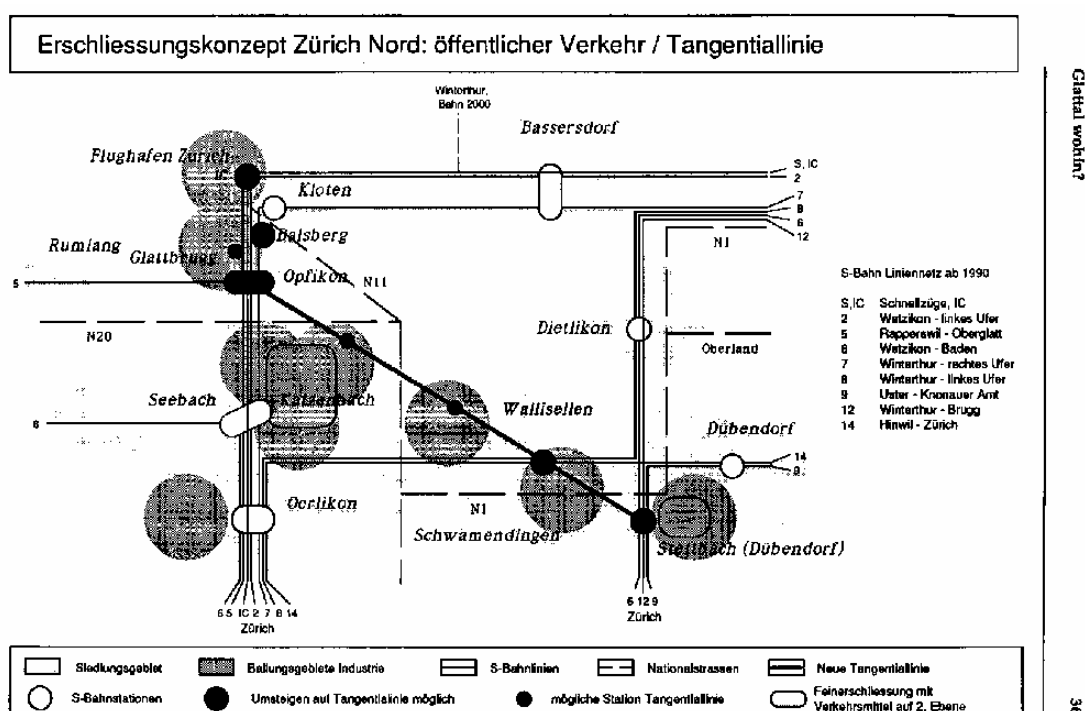 Erschliessungskonzept Zürich Nord: öffentlicher Verkehr / Tangentiallinie
Glattal wohin?
Winterthur,
Bahn 2000
Bassersdorf
Flughafen Zürich
IC
S, IC
2
Kloten
7
8
6
12
Balsberg
N1
Rumlang
Glattbrugg
Opfikon
5
N11
S-Bahn Liniennetz ab 1990
S,IC Schnellzüge, IC
2 Wetzikon - linkes Ufer
5 Rapperswil - Oberglatt
6 Wetzikon - Baden
7 Winterthur - rechtes Ufer
8 Winterthur - linkes Ufer
9 Uster - Knonauer Amt
12 Winterthur - Brugg
14 Hinwil - Zürich
N20
Dietlikon
Oberland
Seebach
Katzenbach
Wallisellen
6
Dübendorf
14
9
Oerlikon
N1
Schwamendingen
Stettbach (Dübendorf)
6 5 IC 2 7 8 14
Zürich
6 12 9
Zürich
Siedlungsgebiet
Ballungsgebiete Industrie
S-Bahnlinien
Nationalstrassen
Neue Tangentiallinie
S-Bahnstationen
Umsteigen auf Tangentiallinie möglich
mögliche Station Tangentiallinie
Feinerschliessung mit
Verkehrsmittel auf 2. Ebene